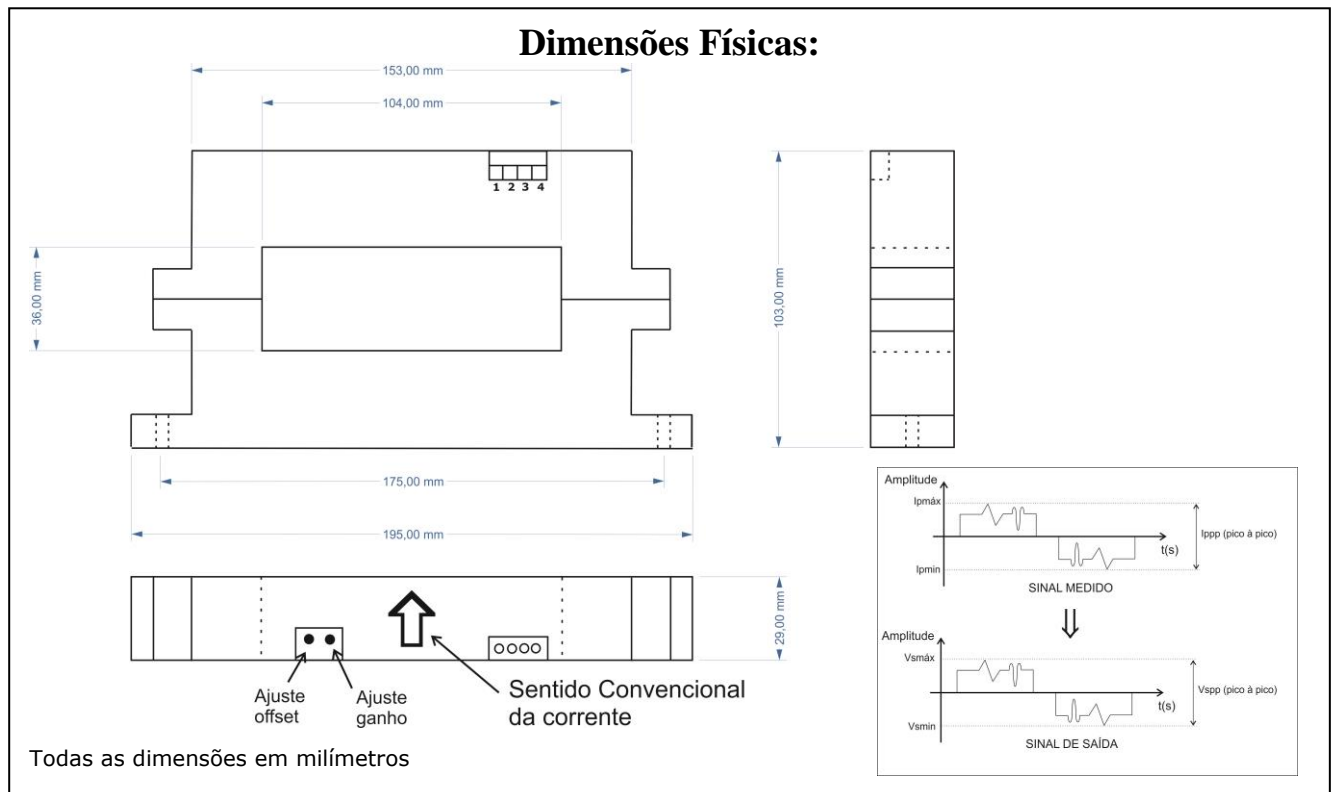 Dimensões Físicas:
153,00 mm
104,00 mm
1 2 3 4
36,00 mm
103,00 mm
175,00 mm
195,00 mm
29,00 mm
Ajuste
offset
Ajuste
ganho
Sentido Convencional
da corrente
Todas as dimensões em milímetros
Amplitude
Ipmáx
Ippp (pico à pico)
t(s)
Ipmin
SINAL MEDIDO
Amplitude
Vsmáx
Vspp (pico à pico)
t(s)
Vsmin
SINAL DE SAÍDA